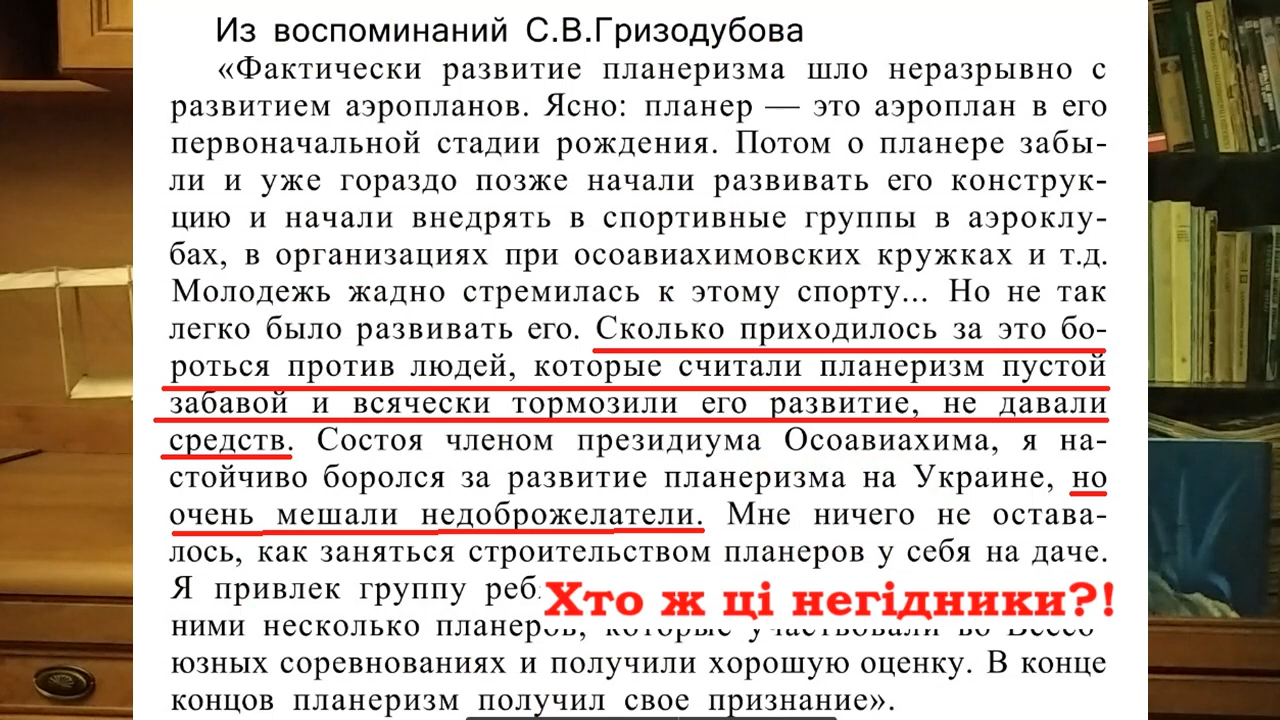 Из воспоминаний С.В.Гризодубова
«Фактически развитие планеризма шло неразрывно с
развитием аэропланов. Ясно: планер — это аэроплан в его
первоначальной стадии рождения. Потом о планере забы-
ли и уже гораздо позже начали развивать его конструк-
цию и начали внедрять в спортивные группы в аэроклу-
бах, в организациях при осоавиахимовских кружках и т.д.
Молодежь жадно стремилась к этому спорту... Но не так
легко было развивать его. Сколько приходилось за это бо-
роться против людей, которые считали планеризм пустой
забавой и всячески тормозили его развитие, не давали
средств. Состоя членом президиума Осоавиахима, я на-
стойчиво боролся за развитие планеризма на Украине, но
очень мешали недоброжелатели. Мне ничего не остава-
лось, как заняться строительством планеров у себя на даче.
Я привлек группу
Хто ж ці негідники?!
ними несколько планеров, которые участвовали во Всесо-
юзных соревнованиях и получили хорошую оценку. В конце
концов планеризм получил свое признание».